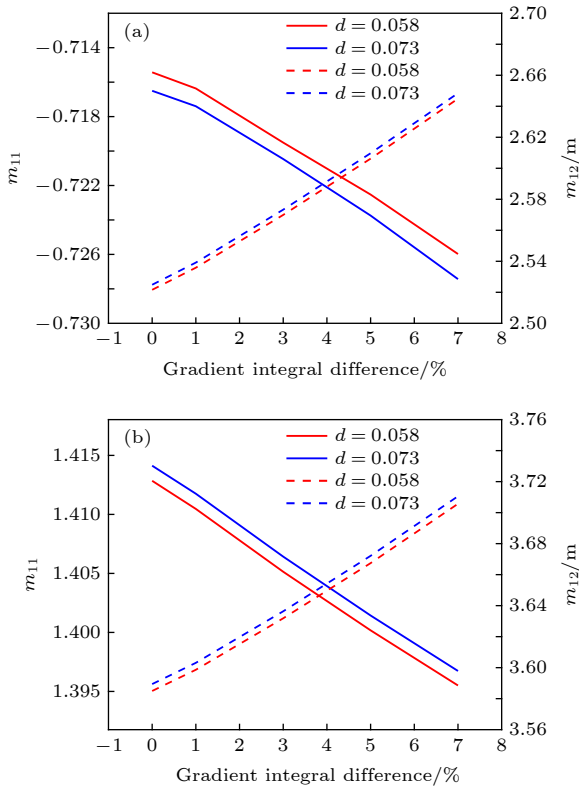 (a)
d = 0.058
d = 0.073
d = 0.058
d = 0.073
−0.714
−0.718
−0.722
−0.726
−0.730
m11
2.70
2.66
2.62
2.58
2.54
2.50
m12/m
−1 0 1 2 3 4 5 6 7 8
Gradient integral difference/%
(b)
d = 0.058
d = 0.073
d = 0.058
d = 0.073
1.415
1.410
1.405
1.400
1.395
m11
3.76
3.72
3.68
3.64
3.60
3.56
m12/m
−1 0 1 2 3 4 5 6 7 8
Gradient integral difference/%